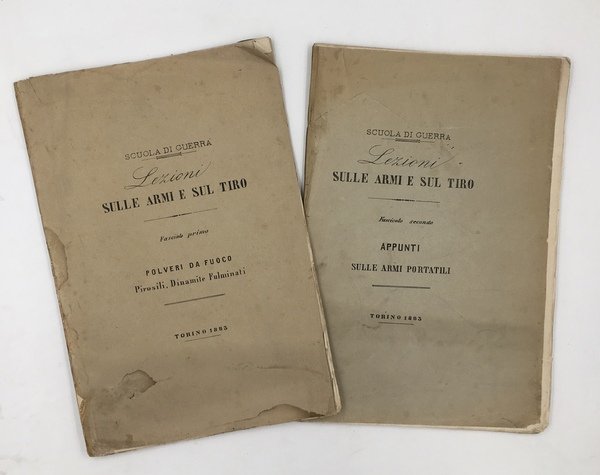 SCUOLA DI GUERRA
Lezioni
SULLE ARMI E SUL TIRO
Fascicolo primo
POLVERI DA FUOCO
Pirosili, Dinamite Fulminati
TORINO 1883
SCUOLA DI GUERRA
Lezioni
SULLE ARMI E SUL TIRO
Fascicolo secondo
APPUNTI
SULLE ARMI PORTATILI
TORINO 1883